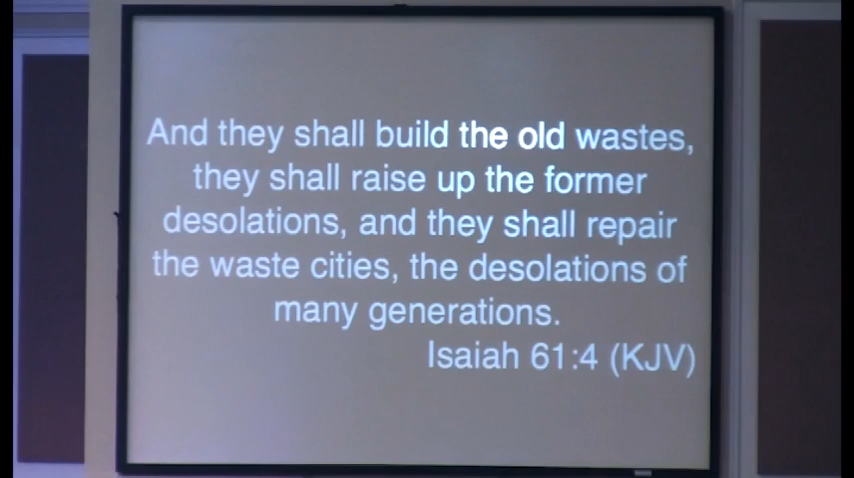 And they shall build the old wastes,
they shall raise up the former
desolations, and they shall repair
the waste cities, the desolations of
many generations.
Isaiah 61:4 (KJV)